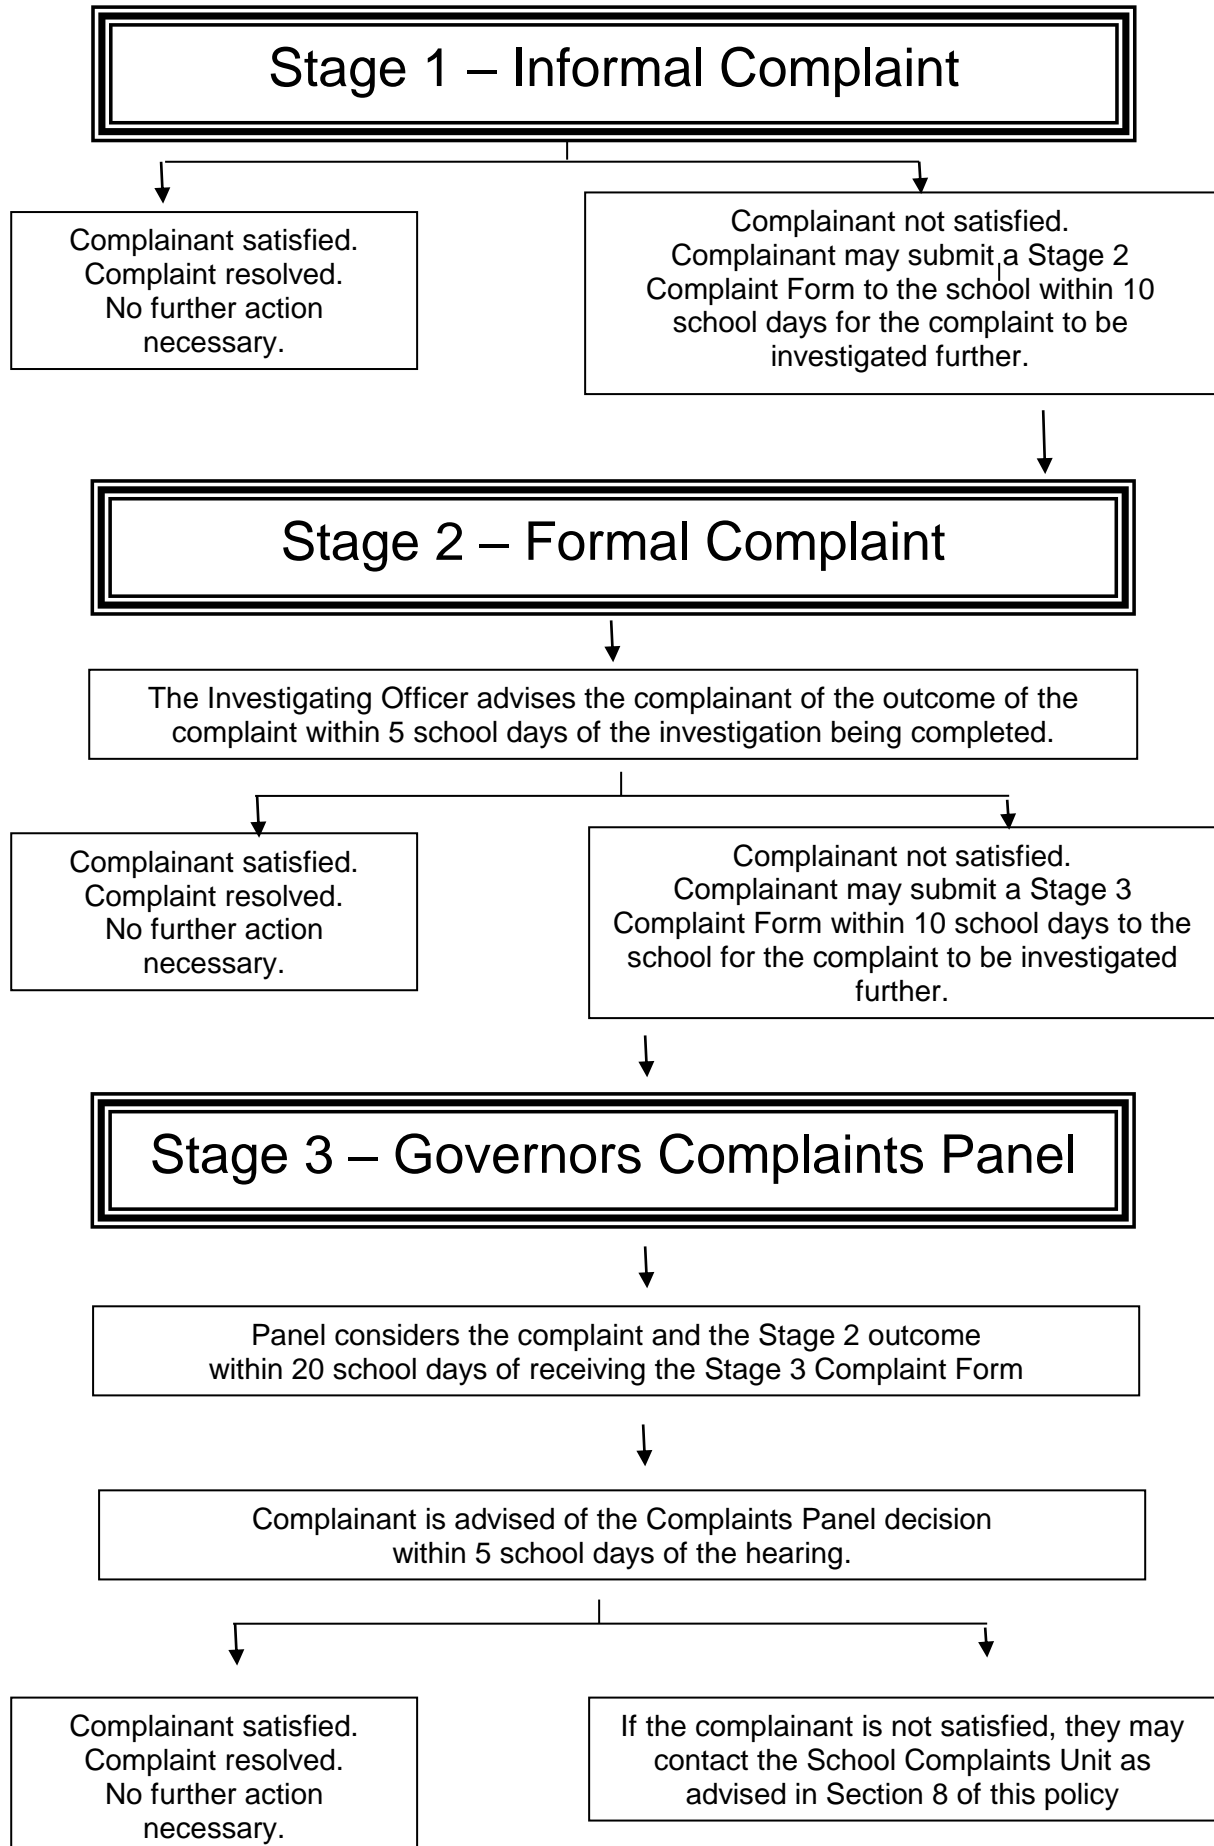 Stage 1 – Informal Complaint
Complainant satisfied.
Complaint resolved.
No further action
necessary.
Complainant not satisfied.
Complainant may submit a Stage 2
Complaint Form to the school within 10
school days for the complaint to be
investigated further.
Stage 2 – Formal Complaint
The Investigating Officer advises the complainant of the outcome of the
complaint within 5 school days of the investigation being completed.
Complainant satisfied.
Complaint resolved.
No further action
necessary.
Complainant not satisfied.
Complainant may submit a Stage 3
Complaint Form within 10 school days to the
school for the complaint to be investigated
further.
Stage 3 – Governors Complaints Panel
Panel considers the complaint and the Stage 2 outcome
within 20 school days of receiving the Stage 3 Complaint Form
Complainant is advised of the Complaints Panel decision
within 5 school days of the hearing.
Complainant satisfied.
Complaint resolved.
No further action
necessary.
If the complainant is not satisfied, they may
contact the School Complaints Unit as
advised in Section 8 of this policy